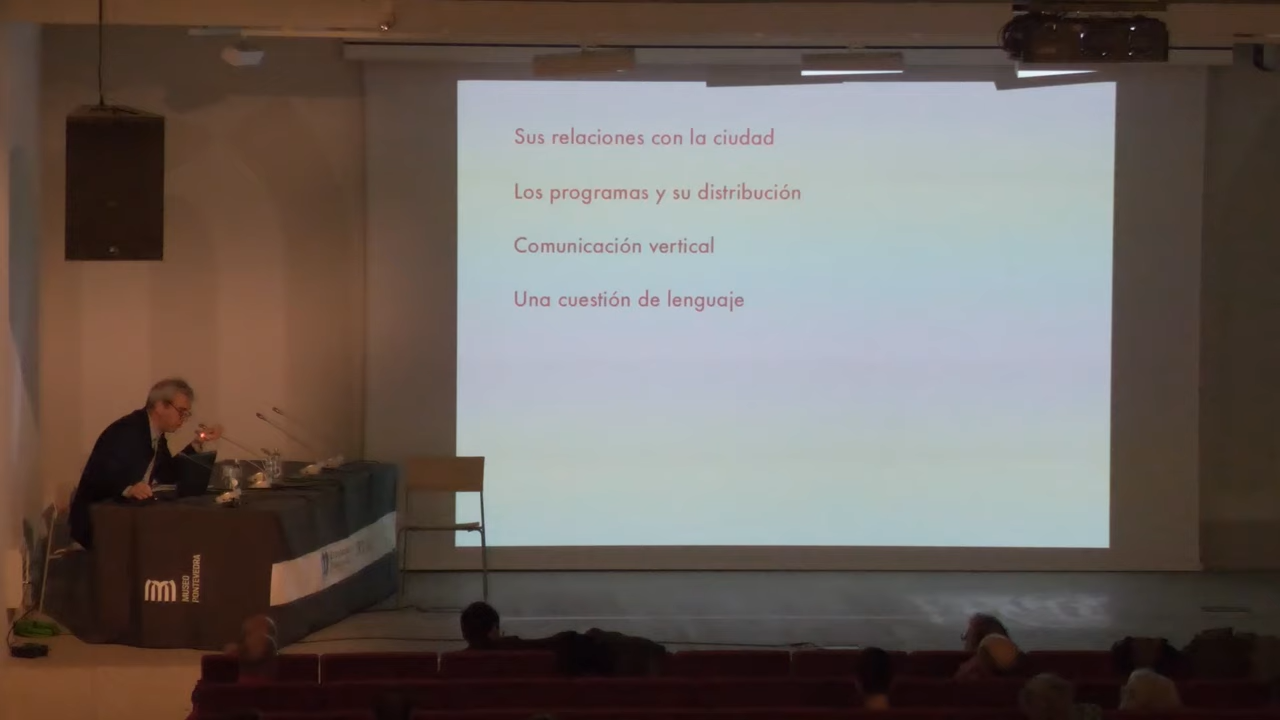 Sus relaciones con la ciudad
Los programas y su distribución
Comunicación vertical
Una cuestión de lenguaje
MUSEO
PONTEVEDRA